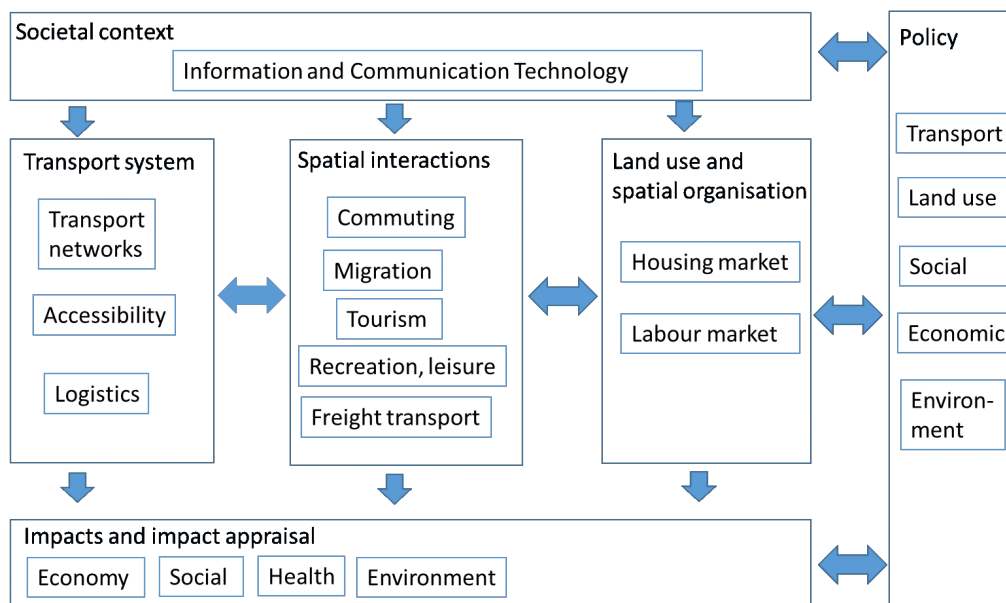 Societal context
Information and Communication Technology
Transport system
Transport
networks
Accessibility
Logistics
Spatial interactions
Commuting
Migration
Tourism
Recreation, leisure
Freight transport
Land use and
spatial organisation
Housing market
Labour market
Impacts and impact appraisal
Economy
Social
Health
Environment
Policy
Transport
Land use
Social
Economic
Environ-
ment